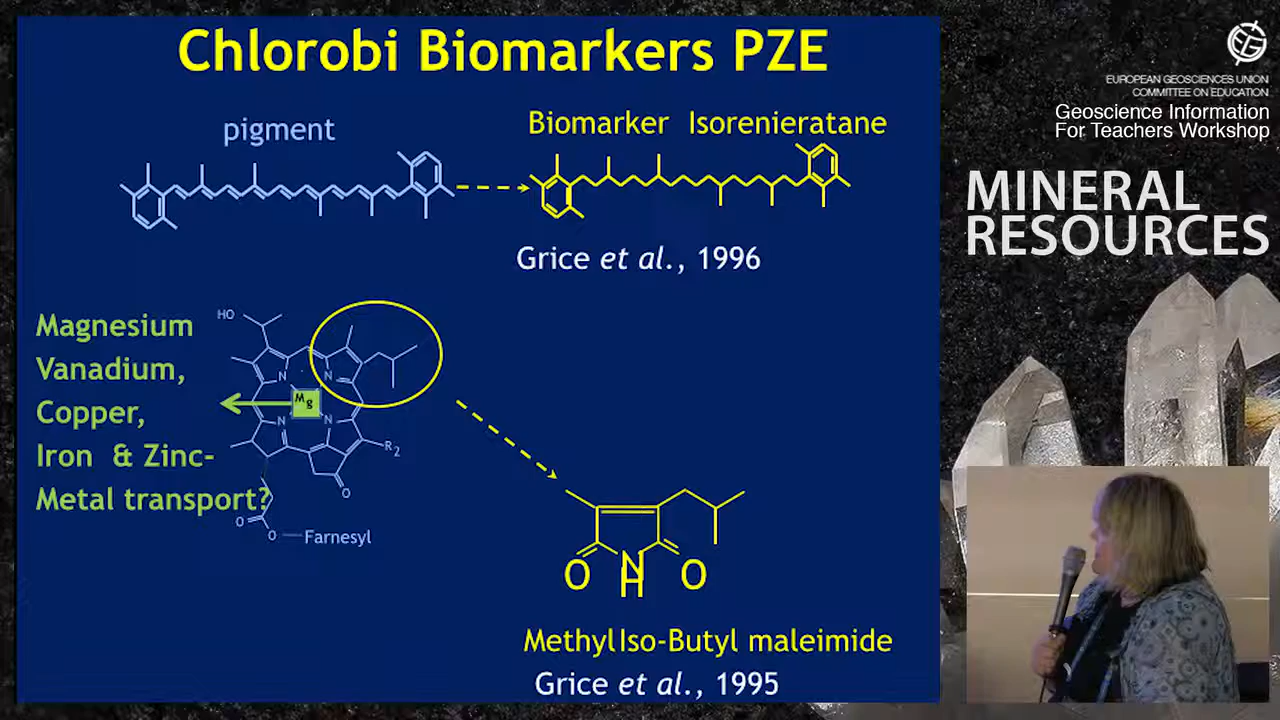 Chlorobi Biomarkers PZE
pigment
Biomarker Isorenieratane
Grice et al., 1996
Magnesium
Vanadium,
Copper,
Iron & Zinc-
Metal transport?
HO
N
N
Mg
N
N
R2
O
O
O
Farnesyl
O
N
H
O
MethylIso-Butyl maleimide
Grice et al., 1995
EUROPEAN GEOSCIENCES UNION
COMMITTEE ON EDUCATION
Geoscience Information
For Teachers Workshop
MINERAL
RESOURCES